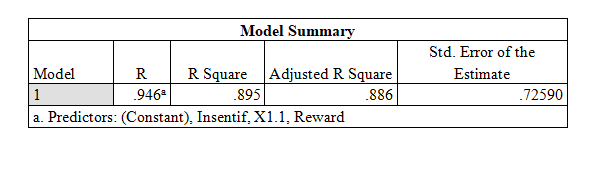 Model Summary
Model R R Square Adjusted R Square Std. Error of the Estimate
1 .946a .895 .886 .72590
a. Predictors: (Constant), Insentif, X1.1, Reward